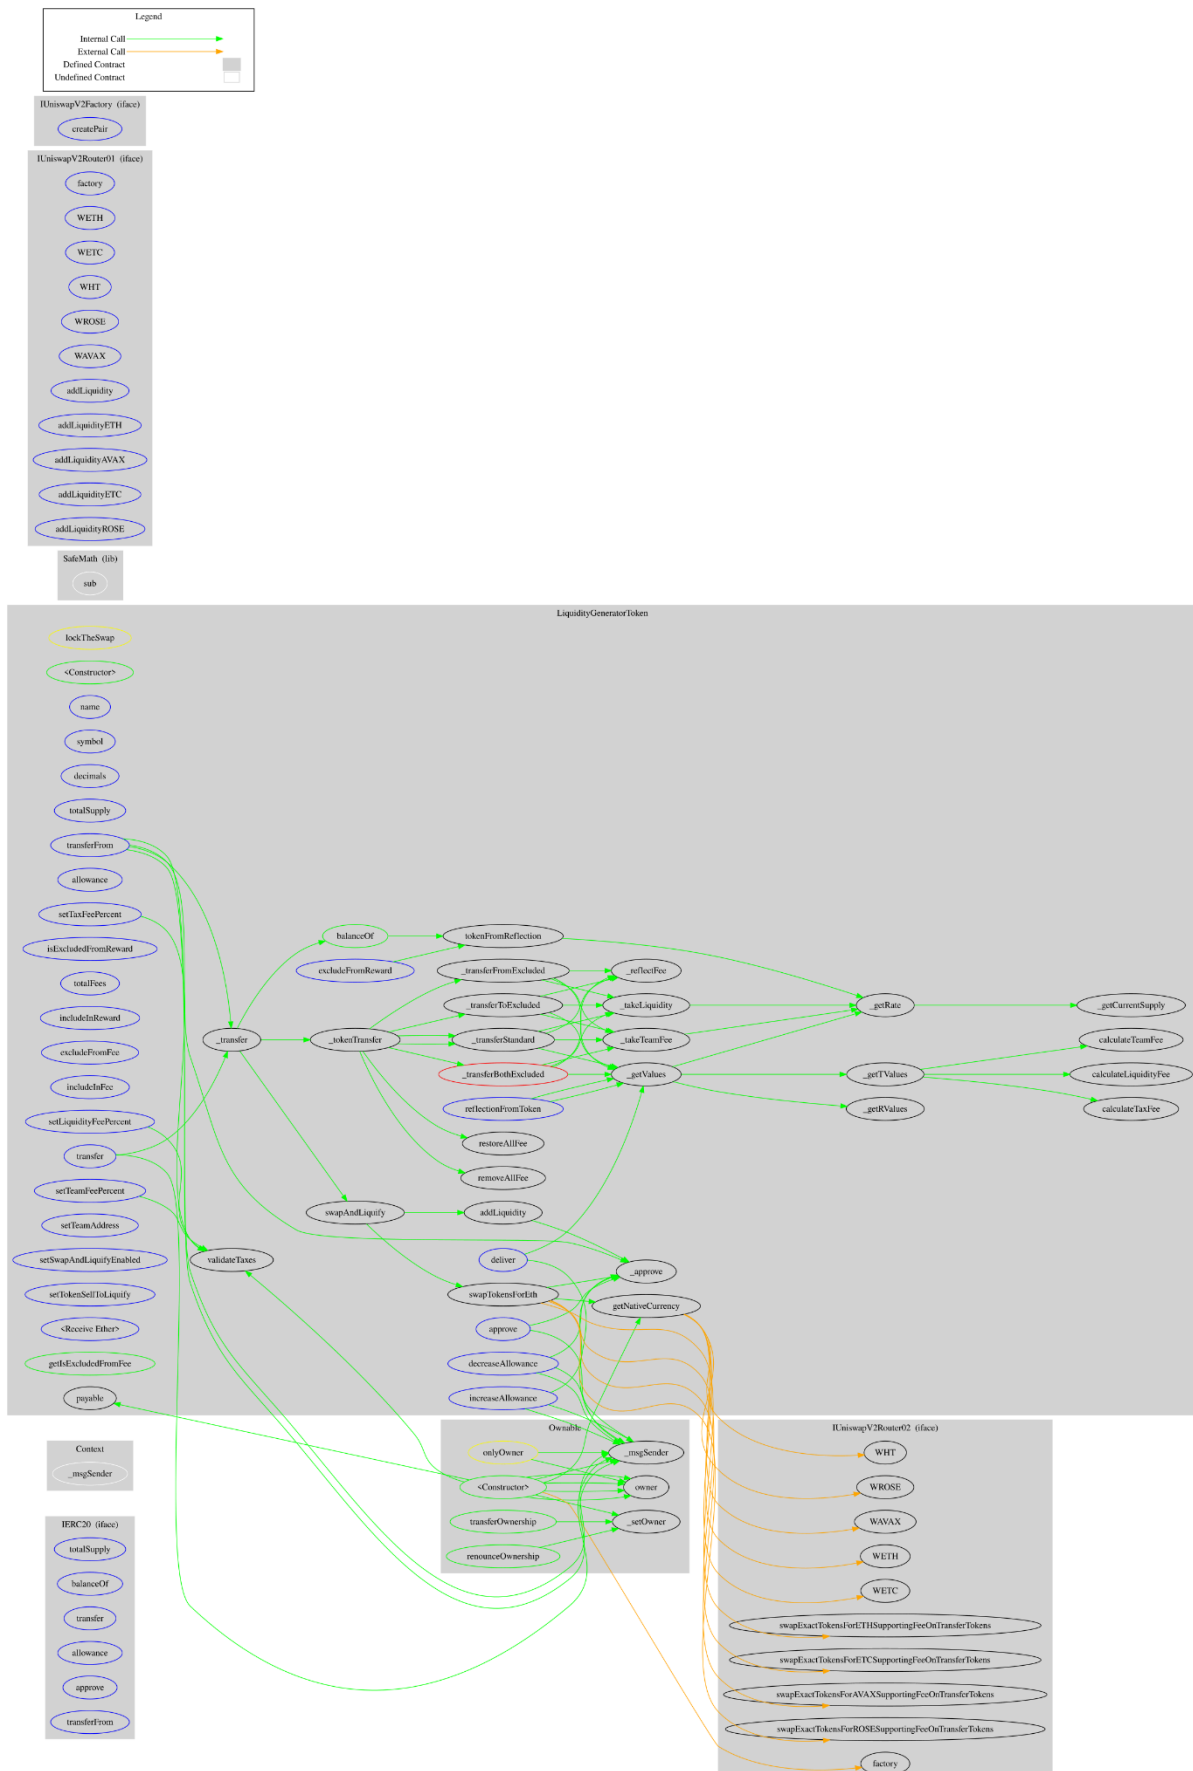 Legend
Internal Call
External Call
Defined Contract
Undefined Contract
IUniswapV2Factory (iface)
createPair
IUniswapV2Router01 (iface)
factory
WETH
WETC
WHT
WROSE
WAVAX
addLiquidity
addLiquidityETH
addLiquidityAVAX
addLiquidityETC
addLiquidityROSE
SafeMath (lib)
sub
LiquidityGeneratorToken
lockTheSwap
<Constructor>
name
symbol
decimals
totalSupply
transferFrom
allowance
setTaxFeePercent
isExcludedFromReward
totalFees
includeInReward
excludeFromFee
includeInFee
setLiquidityFeePercent
transfer
setTeamFeePercent
setTeamAddress
setSwapAndLiquifyEnabled
setTokenSelfToLiquify
<Receive Ether>
getIsExcludedFromFee
payable
_transfer
validateTaxes
balanceOf
excludeFromReward
_tokenTransfer
swapAndLiquify
tokenFromReflection
_transferFromExcluded
_transferToExcluded
_transferStandard
_transferBothExcluded
reflectionFromToken
restoreAllFee
removeAllFee
addLiquidity
deliver
swapTokensForEth
approve
decreaseAllowance
increaseAllowance
_reflectFee
_takeLiquidity
_takeTeamFee
_getValues
_approve
getNativeCurrency
_getRate
_getTValues
_getRValues
_getCurrentSupply
calculateTeamFee
calculateLiquidityFee
calculateTaxFee
Context
_msgSender
IERC20 (iface)
totalSupply
balanceOf
transfer
allowance
approve
transferFrom
Ownable
onlyOwner
<Constructor>
transferOwnership
renounceOwnership
_msgSender
owner
_setOwner
IUniswapV2Router02 (iface)
WHT
WROSE
WAVAX
WETH
WETC
swapExactTokensForETHSupportingFeeOnTransferTokens
swapExactTokensForETCSupportingFeeOnTransferTokens
swapExactTokensForAVAXSupportingFeeOnTransferTokens
swapExactTokensForROSESupportingFeeOnTransferTokens
factory